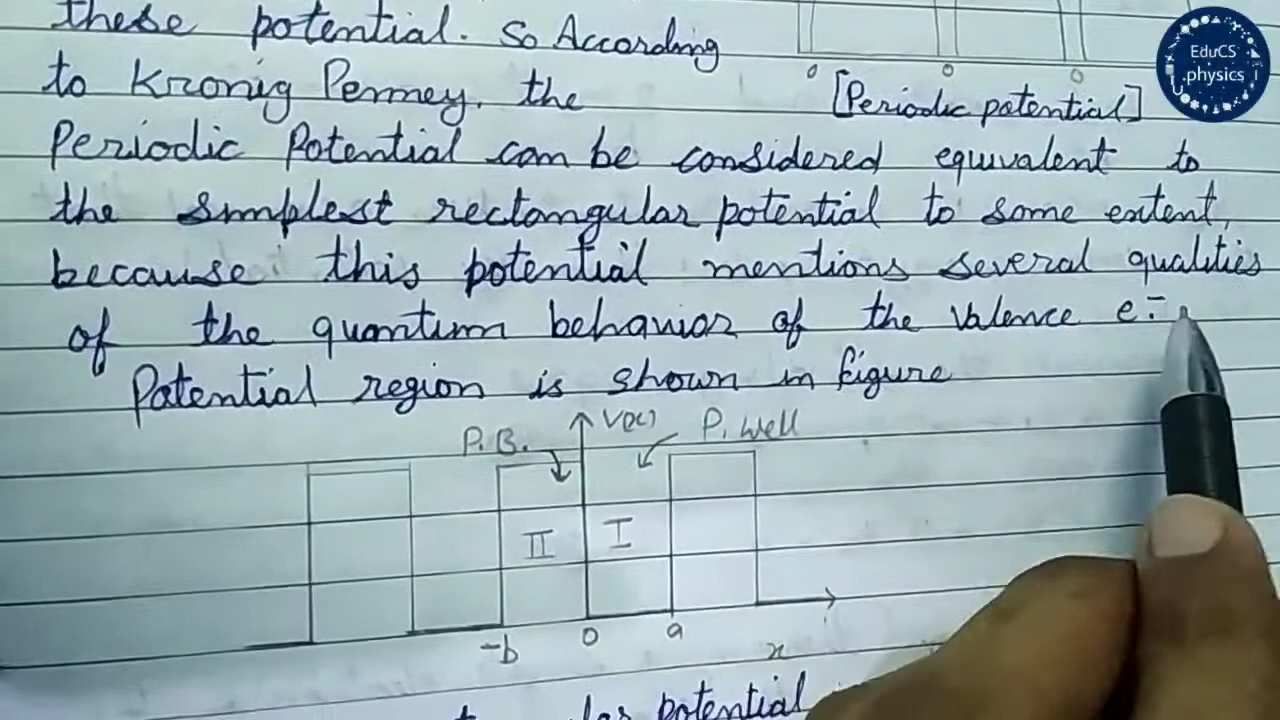 these potential. So According
EduCS
physics
to Kronig Penney, the
[Periodic potential]
o o o
Periodic Potential can be considered equivalent to
the simplest rectangular potential to some extent,
because this potential mentions several qualities
of the quantum behavior of the valence e⁻.
Potential region is shown in figure
P.B. V(x) P. well
II I
-b 0 a x
potential